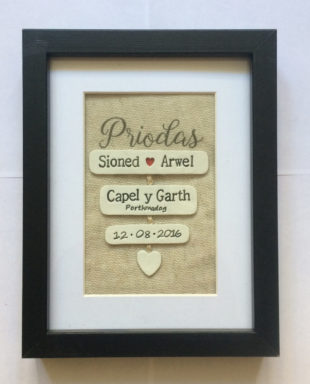 Priodas
Sioned Arwel
Capel y Garth
Porthmadog
12·08·2016